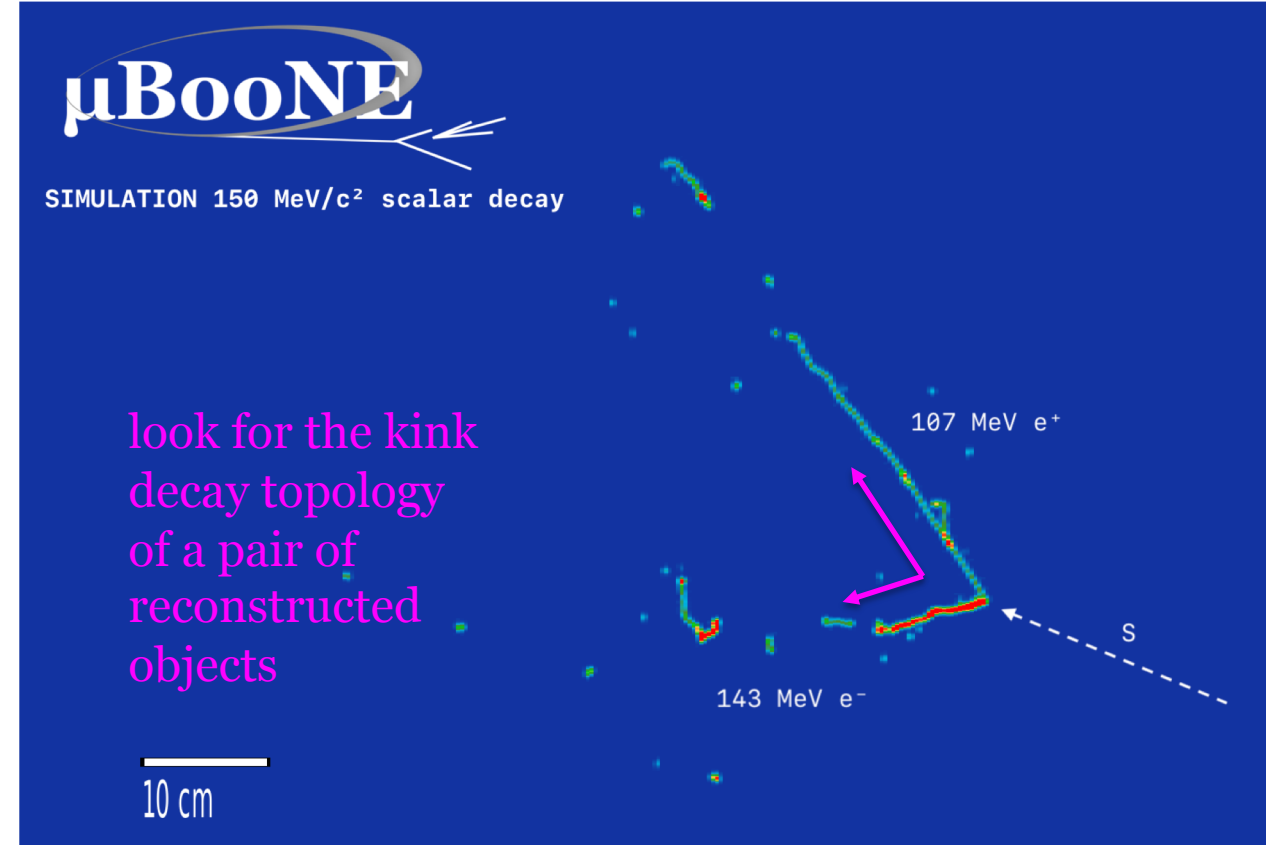 µBooNE
SIMULATION 150 MeV/c² scalar decay
107 MeV e⁺
look for the kink
decay topology
of a pair of
reconstructed
objects
S
143 MeV e⁻
10 cm